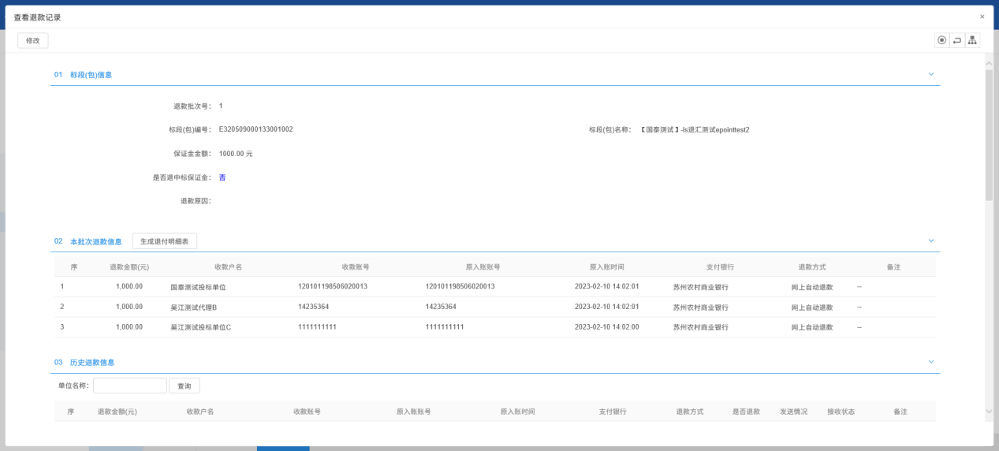 查看退款记录 ×
修改
01 标段(包)信息
退款批次号： 1
标段(包)编号： E320509000133001002 标段(包)名称： 【国泰测试】-ls退汇测试epointtest2
保证金金额： 1000.00 元
是否退中标保证金： 否
退款原因：
02 本批次退款信息 生成退付明细表
序 退款金额(元) 收款户名 收款账号 原入账账号 原入账时间 支付银行 退款方式 备注
1 1,000.00 国泰测试投标单位 120101198506020013 120101198506020013 2023-02-10 14:02:01 苏州农村商业银行 网上自动退款 --
2 1,000.00 吴江测试代理B 14235364 14235364 2023-02-10 14:02:01 苏州农村商业银行 网上自动退款 --
3 1,000.00 吴江测试投标单位C 1111111111 1111111111 2023-02-10 14:02:00 苏州农村商业银行 网上自动退款 --
03 历史退款信息
单位名称： 查询
序 退款金额(元) 收款户名 收款账号 原入账账号 原入账时间 支付银行 退款方式 是否退款 发送情况 接收状态 备注